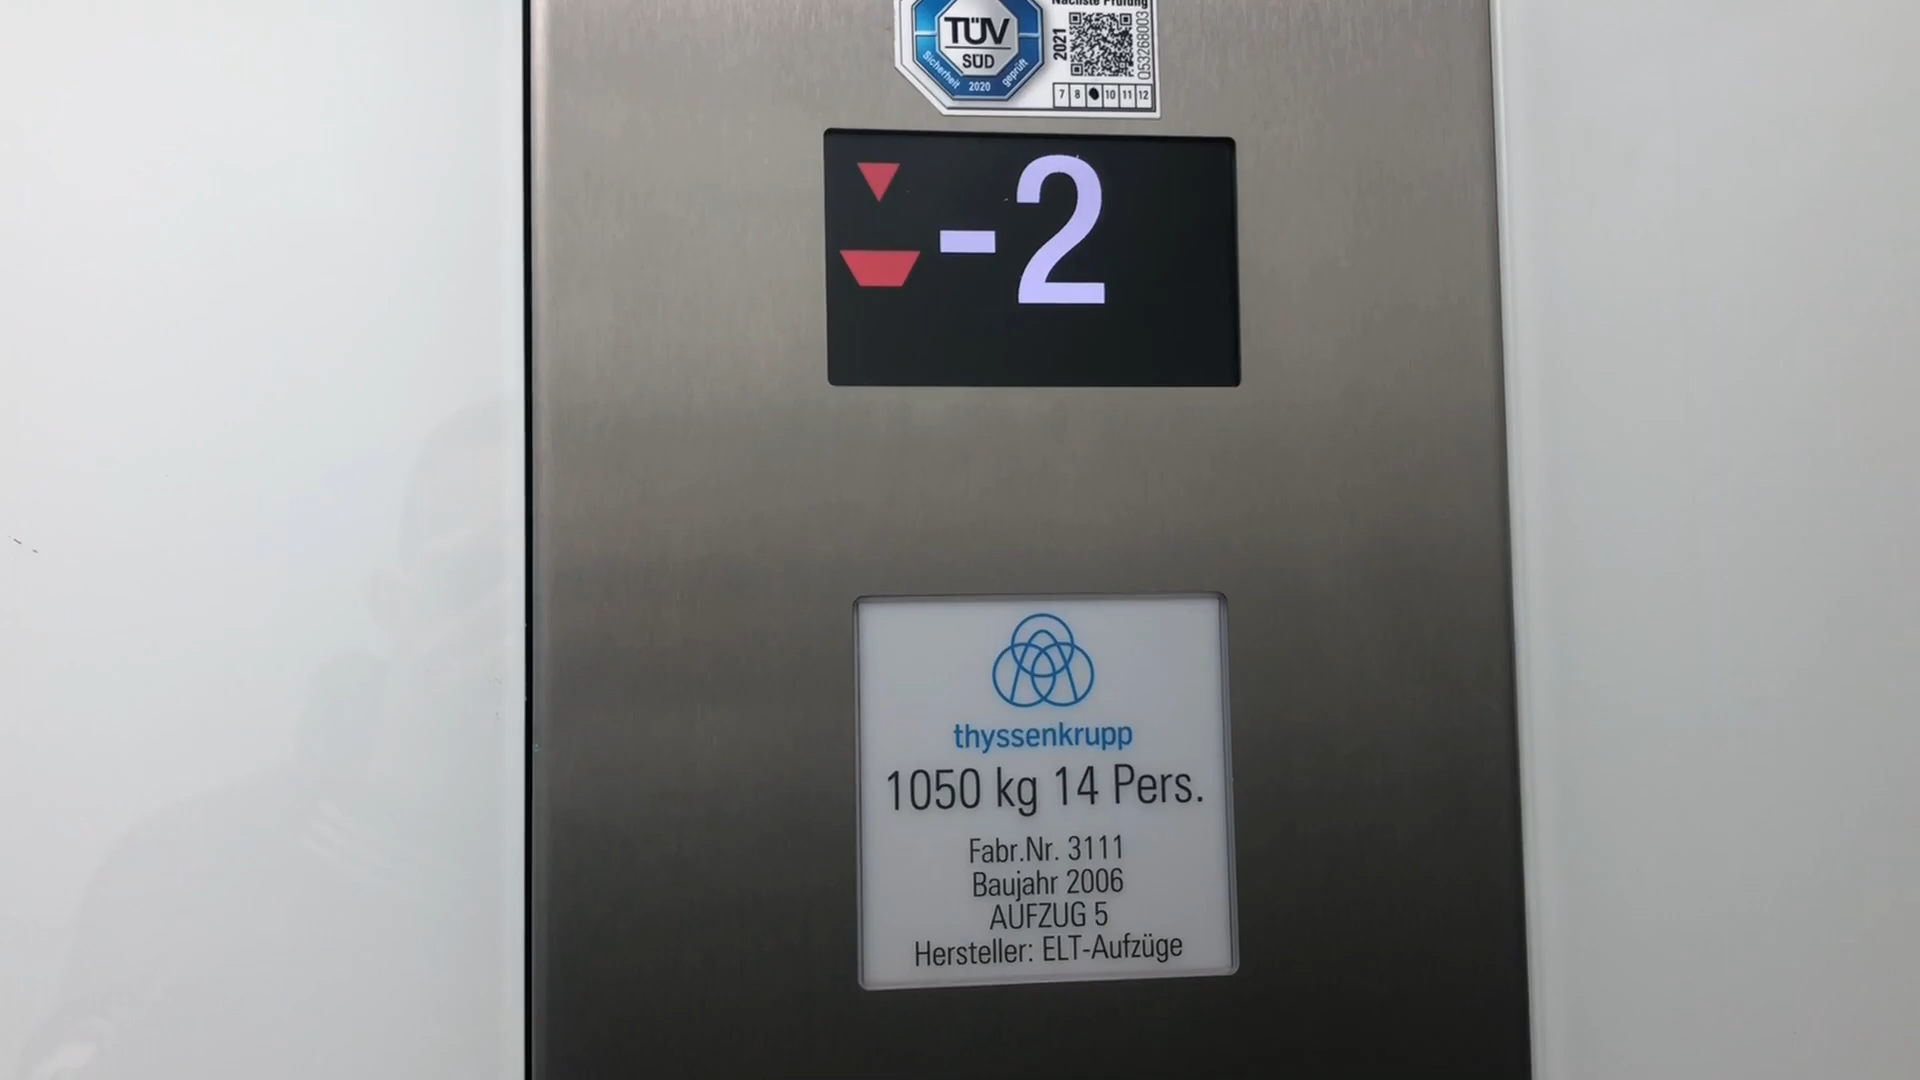 Nächste Prüfung
TÜV
SÜD
Sicherheit geprüft
2020
2021
053268003
7 8 10 11 12
-2
thyssenkrupp
1050 kg 14 Pers.
Fabr.Nr. 3111
Baujahr 2006
AUFZUG 5
Hersteller: ELT-Aufzüge